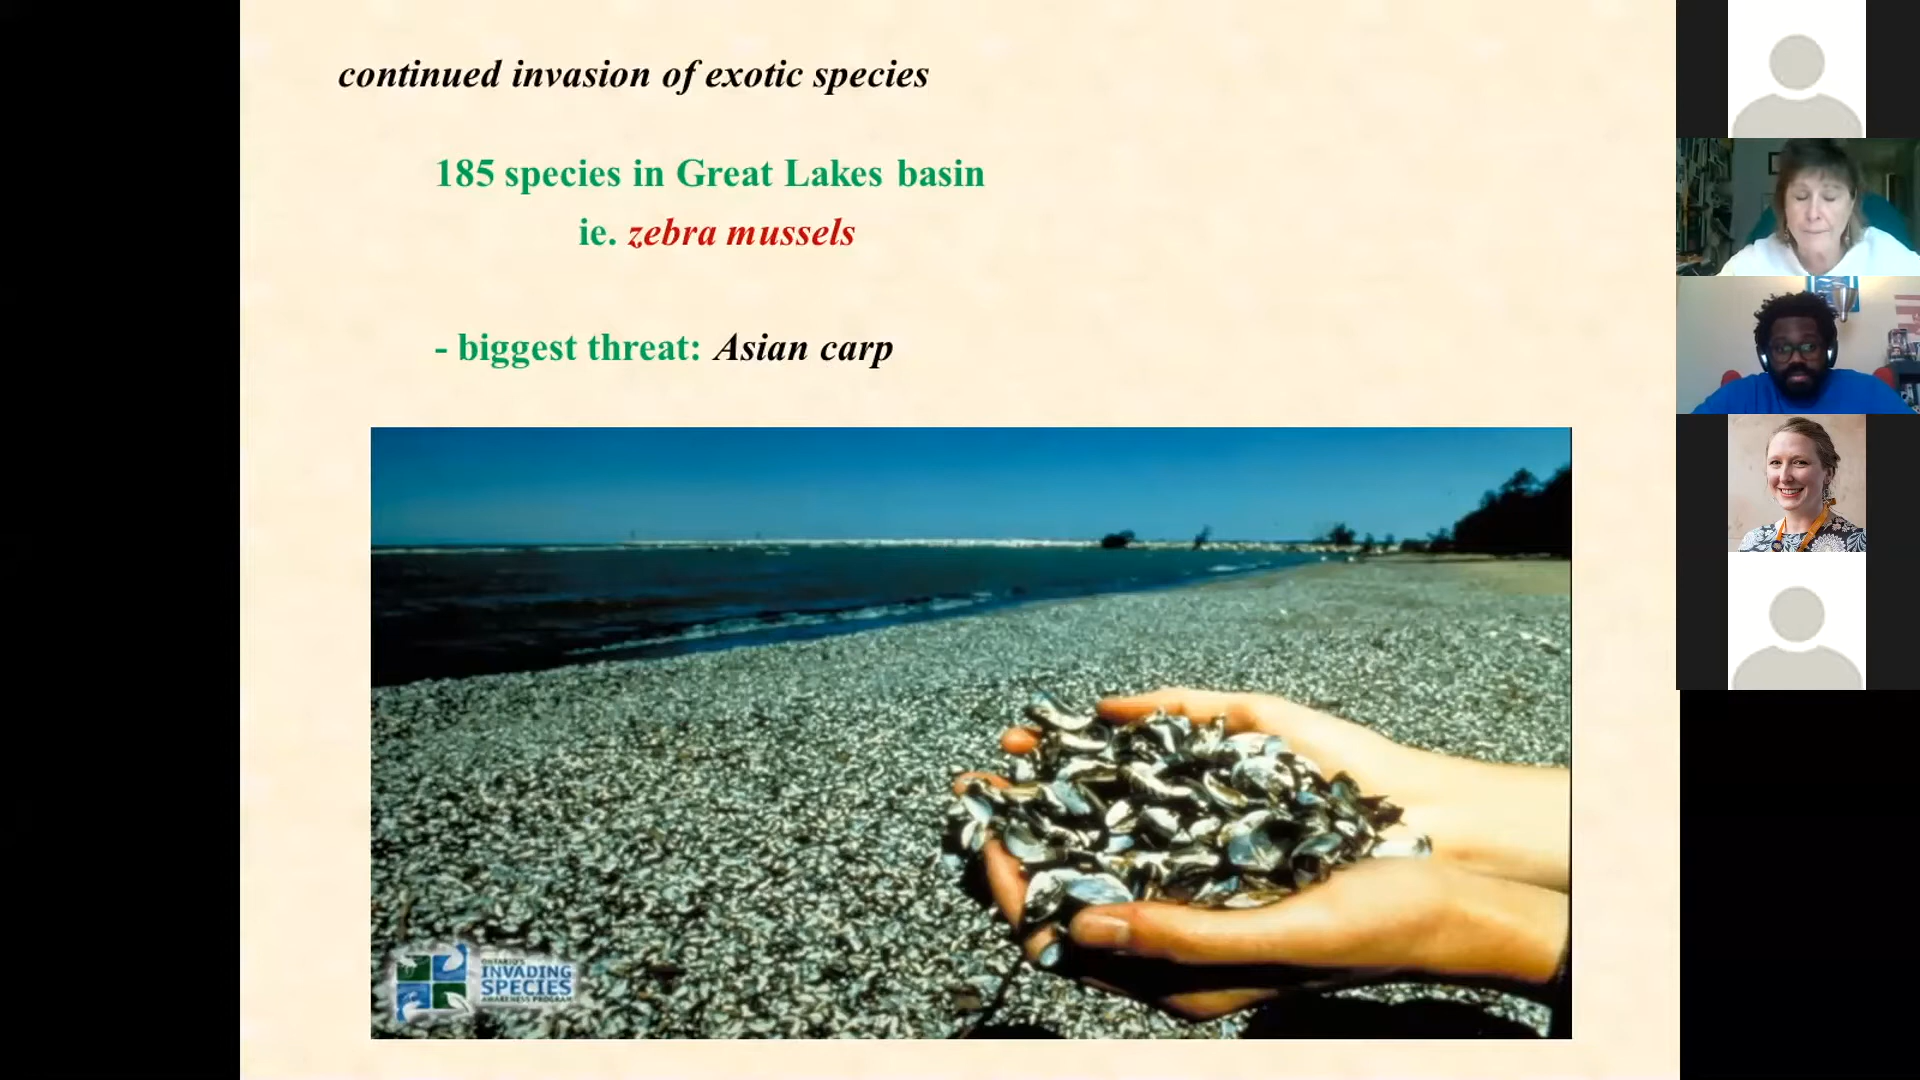 continued invasion of exotic species
185 species in Great Lakes basin
ie. zebra mussels
- biggest threat: Asian carp
ONTARIO'S
INVADING
SPECIES
AWARENESS PROGRAM